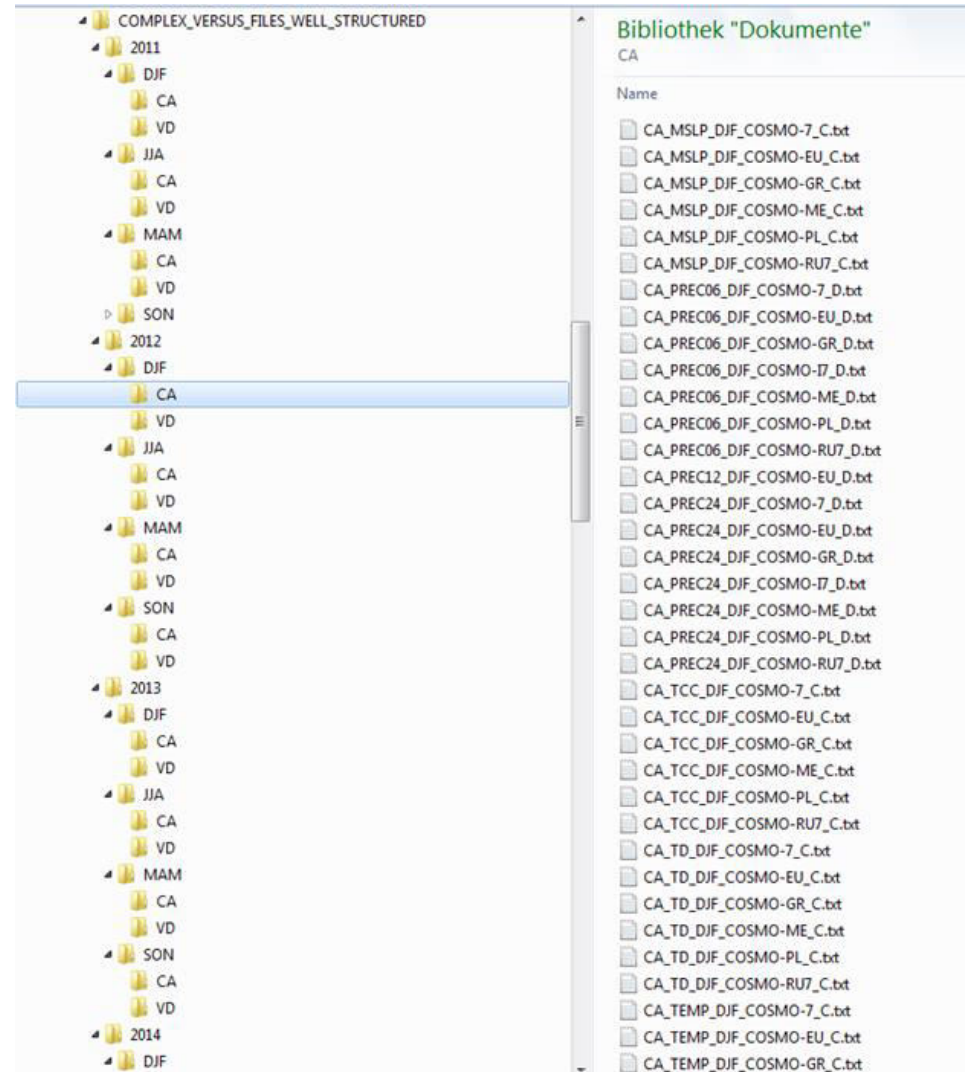 COMPLEX_VERSUS_FILES_WELL_STRUCTURED
2011
DJF
CA
VD
JJA
CA
VD
MAM
CA
VD
SON
2012
DJF
CA
VD
JJA
CA
VD
MAM
CA
VD
SON
CA
VD
2013
DJF
CA
VD
JJA
CA
VD
MAM
CA
VD
SON
CA
VD
2014
DJF
Bibliothek "Dokumente"
CA
Name
CA_MSLP_DJF_COSMO-7_C.txt
CA_MSLP_DJF_COSMO-EU_C.txt
CA_MSLP_DJF_COSMO-GR_C.txt
CA_MSLP_DJF_COSMO-ME_C.txt
CA_MSLP_DJF_COSMO-PL_C.txt
CA_MSLP_DJF_COSMO-RU7_C.txt
CA_PREC06_DJF_COSMO-7_D.txt
CA_PREC06_DJF_COSMO-EU_D.txt
CA_PREC06_DJF_COSMO-GR_D.txt
CA_PREC06_DJF_COSMO-I7_D.txt
CA_PREC06_DJF_COSMO-ME_D.txt
CA_PREC06_DJF_COSMO-PL_D.txt
CA_PREC06_DJF_COSMO-RU7_D.txt
CA_PREC12_DJF_COSMO-EU_D.txt
CA_PREC24_DJF_COSMO-7_D.txt
CA_PREC24_DJF_COSMO-EU_D.txt
CA_PREC24_DJF_COSMO-GR_D.txt
CA_PREC24_DJF_COSMO-I7_D.txt
CA_PREC24_DJF_COSMO-ME_D.txt
CA_PREC24_DJF_COSMO-PL_D.txt
CA_PREC24_DJF_COSMO-RU7_D.txt
CA_TCC_DJF_COSMO-7_C.txt
CA_TCC_DJF_COSMO-EU_C.txt
CA_TCC_DJF_COSMO-GR_C.txt
CA_TCC_DJF_COSMO-ME_C.txt
CA_TCC_DJF_COSMO-PL_C.txt
CA_TCC_DJF_COSMO-RU7_C.txt
CA_TD_DJF_COSMO-7_C.txt
CA_TD_DJF_COSMO-EU_C.txt
CA_TD_DJF_COSMO-GR_C.txt
CA_TD_DJF_COSMO-ME_C.txt
CA_TD_DJF_COSMO-PL_C.txt
CA_TD_DJF_COSMO-RU7_C.txt
CA_TEMP_DJF_COSMO-7_C.txt
CA_TEMP_DJF_COSMO-EU_C.txt
CA_TEMP_DJF_COSMO-GR_C.txt